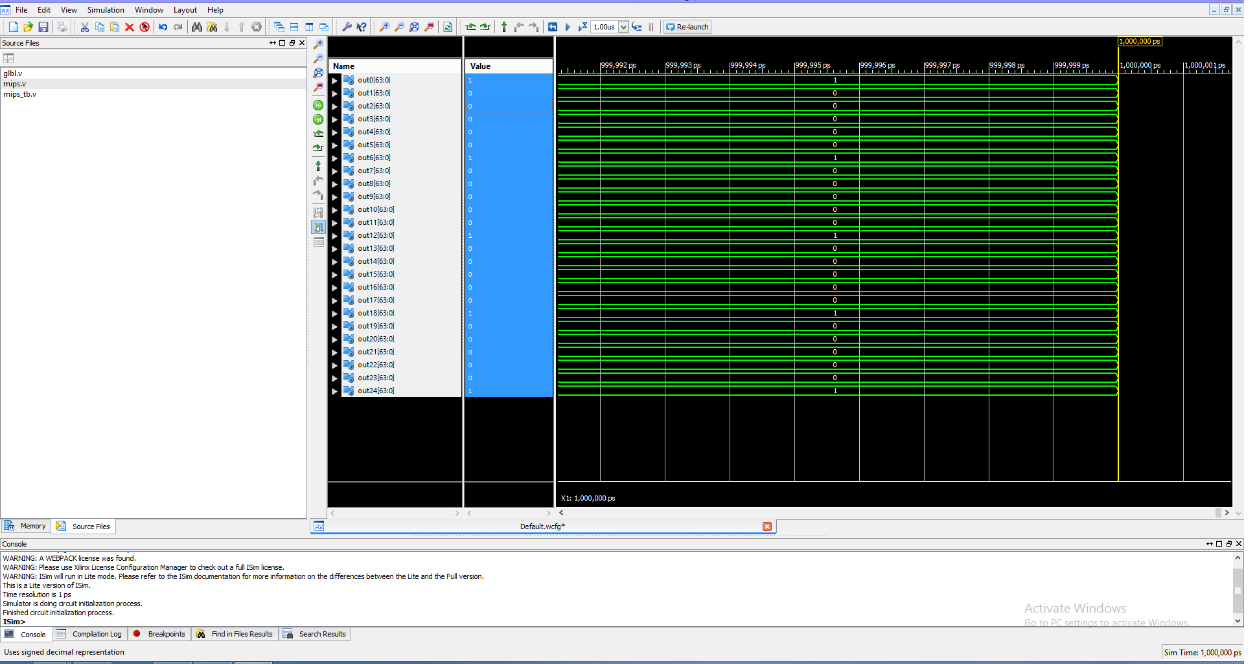 File Edit View Simulation Window Layout Help
1.00us Re-launch
Source Files
glbl.v
mips.v
mips_tb.v
Memory Source Files
1,000,000 ps
Name Value
999,992 ps 999,993 ps 999,994 ps 999,995 ps 999,996 ps 999,997 ps 999,998 ps 999,999 ps 1,000,000 ps 1,000,001 ps
out0[63:0] 1 1
out1[63:0] 0 0
out2[63:0] 0 0
out3[63:0] 0 0
out4[63:0] 0 0
out5[63:0] 0 0
out6[63:0] 1 1
out7[63:0] 0 0
out8[63:0] 0 0
out9[63:0] 0 0
out10[63:0] 0 0
out11[63:0] 0 0
out12[63:0] 1 1
out13[63:0] 0 0
out14[63:0] 0 0
out15[63:0] 0 0
out16[63:0] 0 0
out17[63:0] 0 0
out18[63:0] 1 1
out19[63:0] 0 0
out20[63:0] 0 0
out21[63:0] 0 0
out22[63:0] 0 0
out23[63:0] 0 0
out24[63:0] 1 1
X1: 1,000,000 ps
Default.wcfg*
Console
WARNING: A WEBPACK license was found.
WARNING: Please use Xilinx License Configuration Manager to check out a full ISim license.
WARNING: ISim will run in Lite mode. Please refer to the ISim documentation for more information on the differences between the Lite and the Full version.
This is a Lite version of ISim.
Time resolution is 1 ps
Simulator is doing circuit initialization process.
Finished circuit initialization process.
ISim>
Activate Windows
Go to PC settings to activate Windows.
Console Compilation Log Breakpoints Find in Files Results Search Results
Uses signed decimal representation
Sim Time: 1,000,000 ps